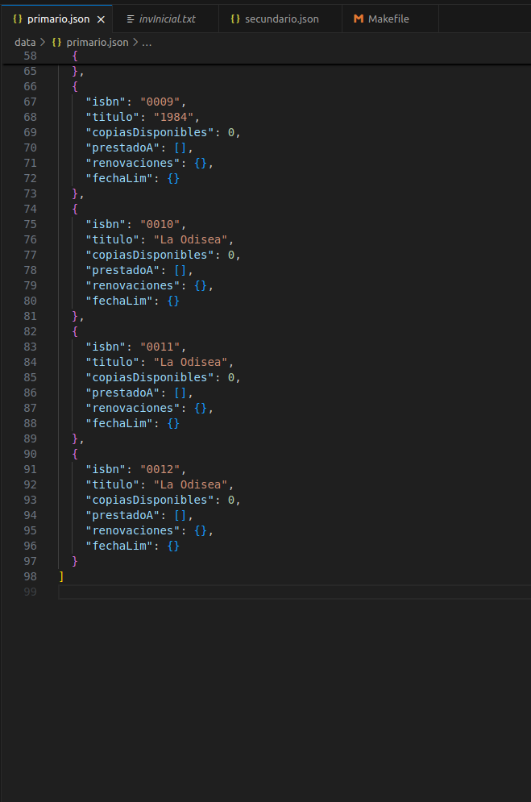 primario.json
invInicial.txt
secundario.json
Makefile
data > primario.json > ...
58 {
65 },
66 {
67 "isbn": "0009",
68 "titulo": "1984",
69 "copiasDisponibles": 0,
70 "prestadoA": [],
71 "renovaciones": {},
72 "fechaLim": {}
73 },
74 {
75 "isbn": "0010",
76 "titulo": "La Odisea",
77 "copiasDisponibles": 0,
78 "prestadoA": [],
79 "renovaciones": {},
80 "fechaLim": {}
81 },
82 {
83 "isbn": "0011",
84 "titulo": "La Odisea",
85 "copiasDisponibles": 0,
86 "prestadoA": [],
87 "renovaciones": {},
88 "fechaLim": {}
89 },
90 {
91 "isbn": "0012",
92 "titulo": "La Odisea",
93 "copiasDisponibles": 0,
94 "prestadoA": [],
95 "renovaciones": {},
96 "fechaLim": {}
97 }
98 ]
99